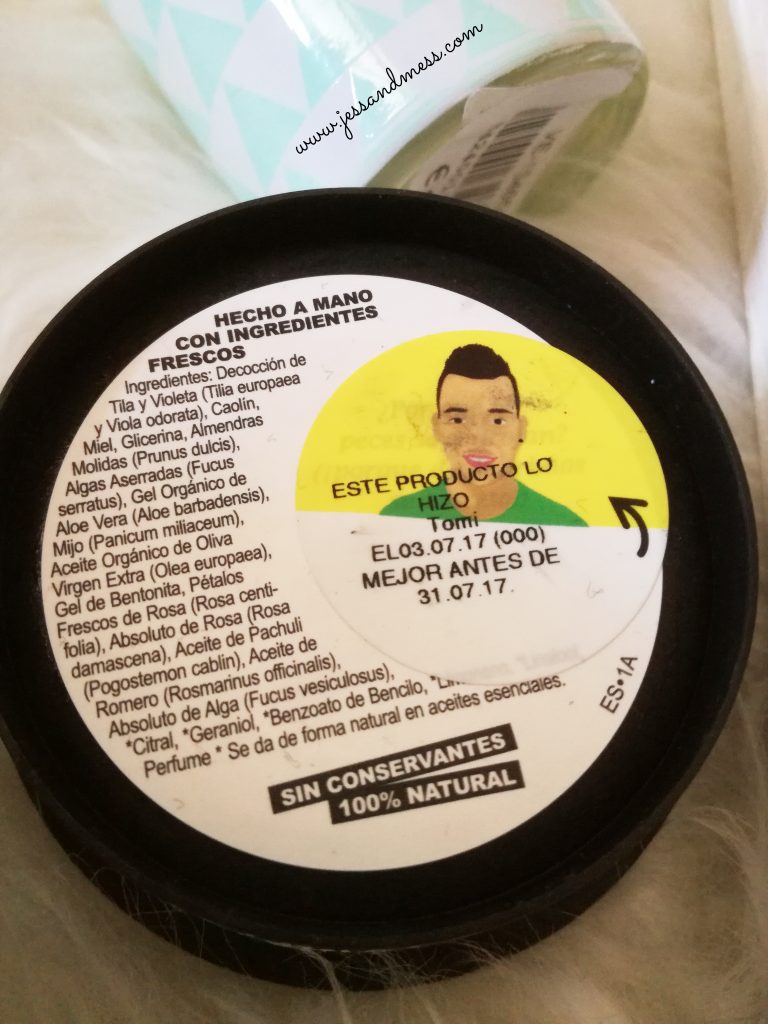 www.jessandmess.com
HECHO A MANO
CON INGREDIENTES
FRESCOS
Ingredientes: Decocción de
Tila y Violeta (Tilia europaea
y Viola odorata), Caolín,
Miel, Glicerina, Almendras
Molidas (Prunus dulcis),
Algas Aserradas (Fucus
serratus), Gel Orgánico de
Aloe Vera (Aloe barbadensis),
Mijo (Panicum miliaceum),
Aceite Orgánico de Oliva
Virgen Extra (Olea europaea),
Gel de Bentonita, Pétalos
Frescos de Rosa (Rosa centi-
folia), Absoluto de Rosa (Rosa
damascena), Aceite de Pachuli
(Pogostemon cablin), Aceite de
Romero (Rosmarinus officinalis),
Absoluto de Alga (Fucus vesiculosus),
*Citral, *Geraniol, *Benzoato de Bencilo,
Perfume * Se da de forma natural en aceites esenciales.
SIN CONSERVANTES
100% NATURAL
ESTE PRODUCTO LO
HIZO
Tomi
EL03.07.17 (000)
MEJOR ANTES DE
31.07.17.
ES•1A